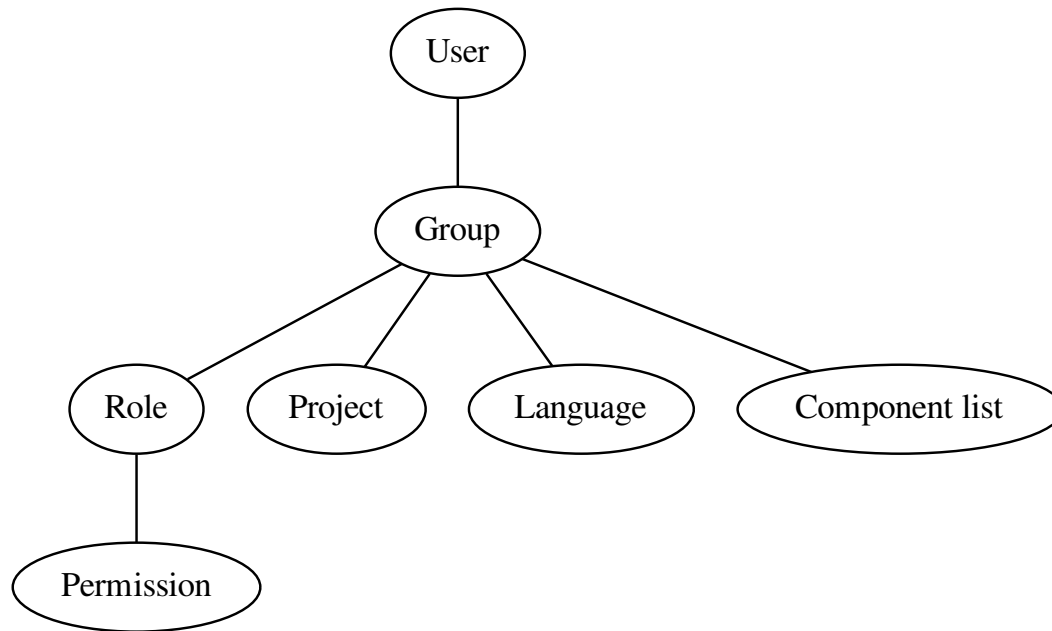 User
Group
Role
Project
Language
Component list
Permission